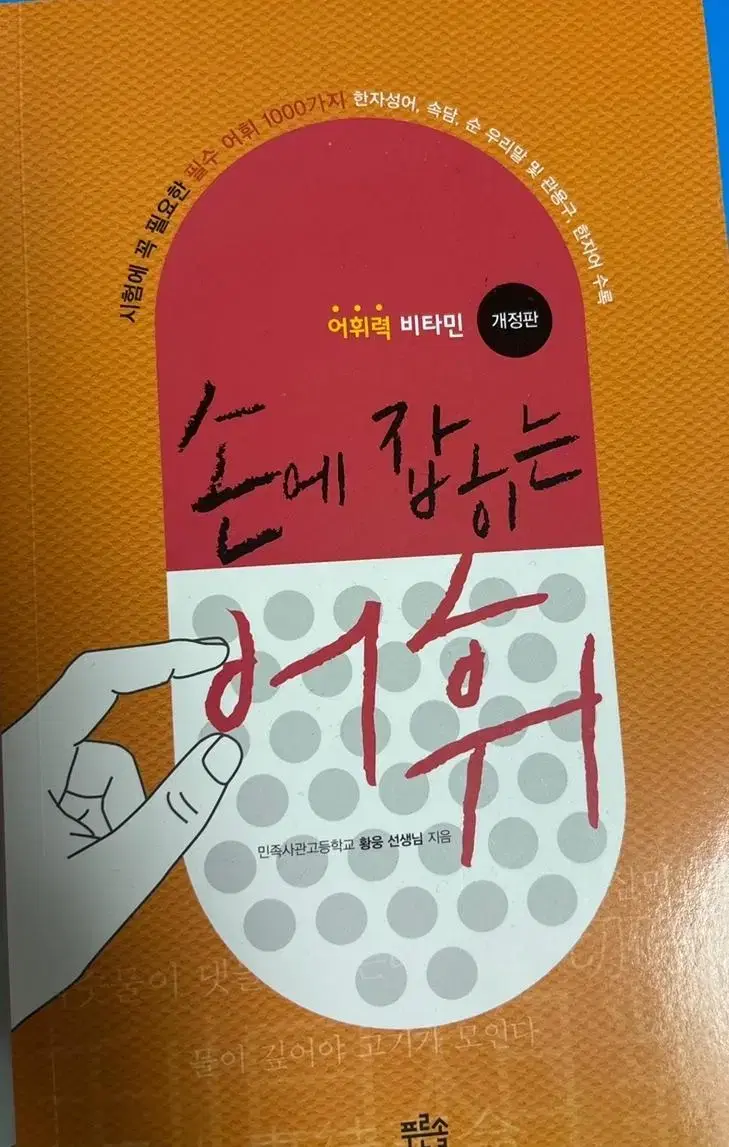 시험에 꼭 필요한 필수 어휘 1000가지 한자성어, 속담, 순 우리말 및 관용구, 한자어 수록
어휘력 비타민
개정판
손에 잡히는
어휘
민족사관고등학교 황웅 선생님 지음
물이 깊어야 고기가 모인다
푸른솔